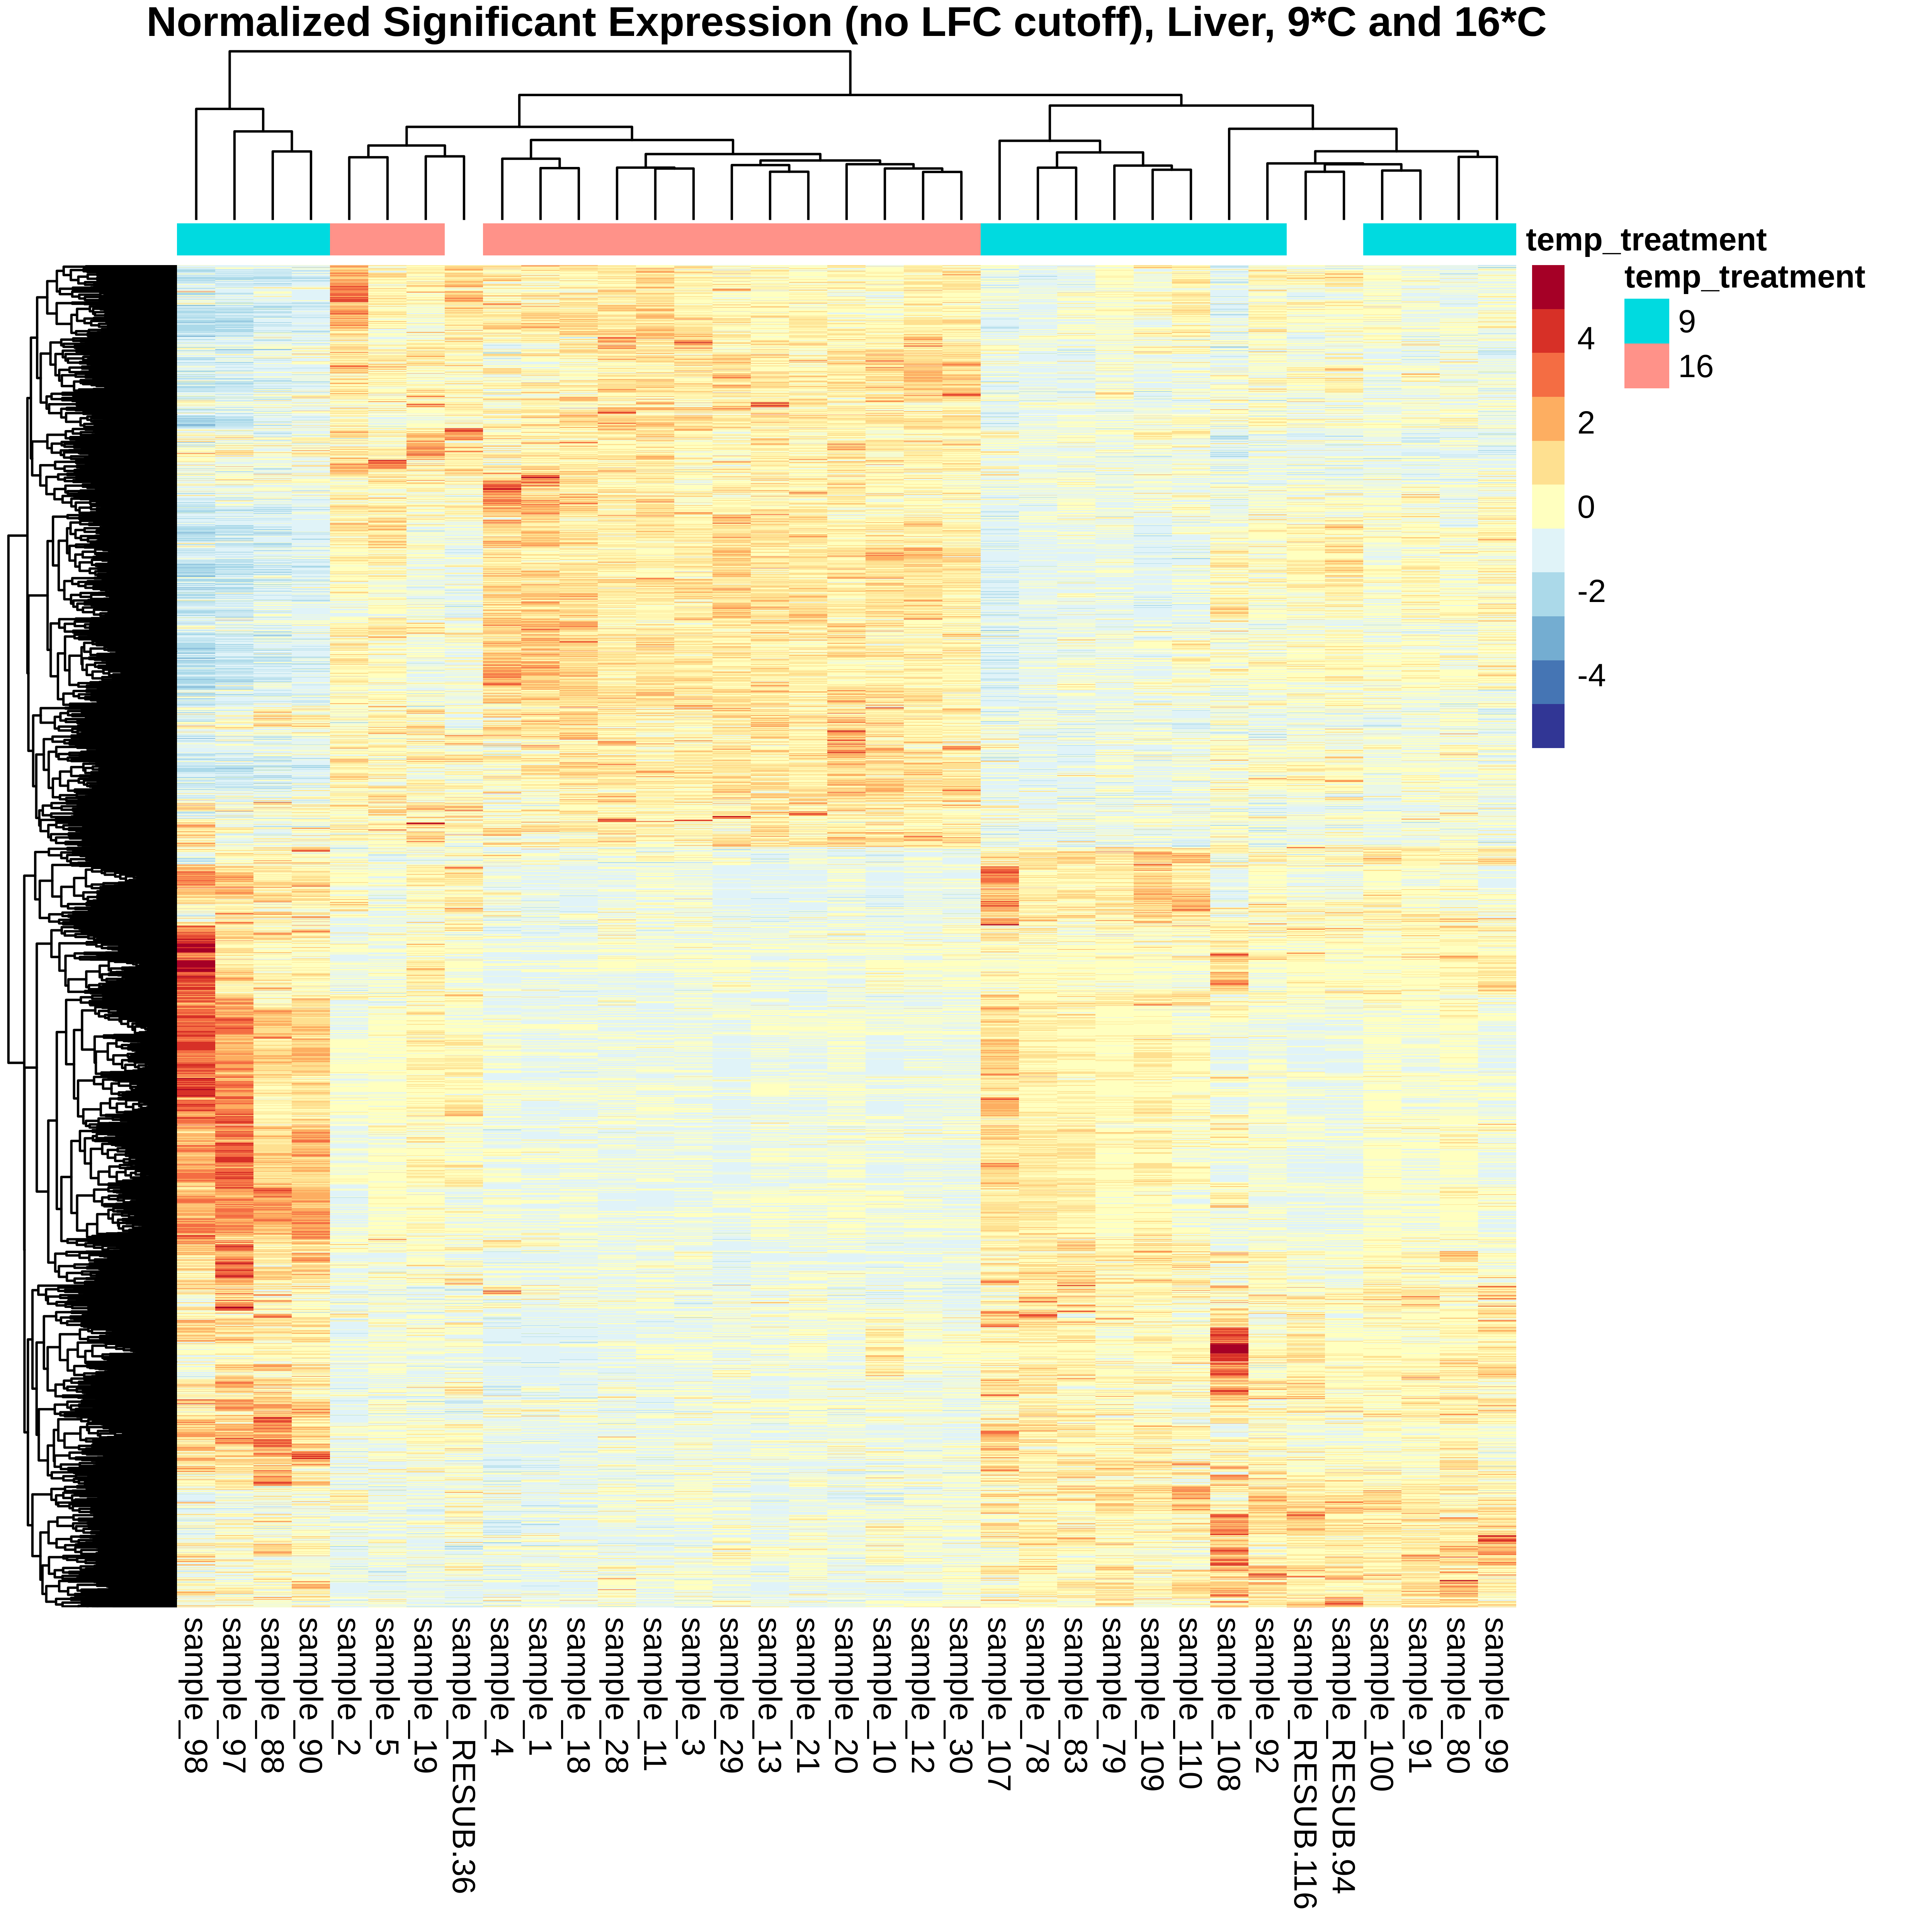 Normalized Significant Expression (no LFC cutoff), Liver, 9*C and 16*C
temp_treatment
temp_treatment
4
2
0
-2
-4
9
16
sample_98
sample_97
sample_88
sample_90
sample_2
sample_5
sample_19
sample_RESUB.36
sample_4
sample_1
sample_18
sample_28
sample_11
sample_3
sample_29
sample_13
sample_21
sample_20
sample_10
sample_12
sample_30
sample_107
sample_78
sample_83
sample_79
sample_109
sample_110
sample_108
sample_92
sample_RESUB.116
sample_RESUB.94
sample_100
sample_91
sample_80
sample_99